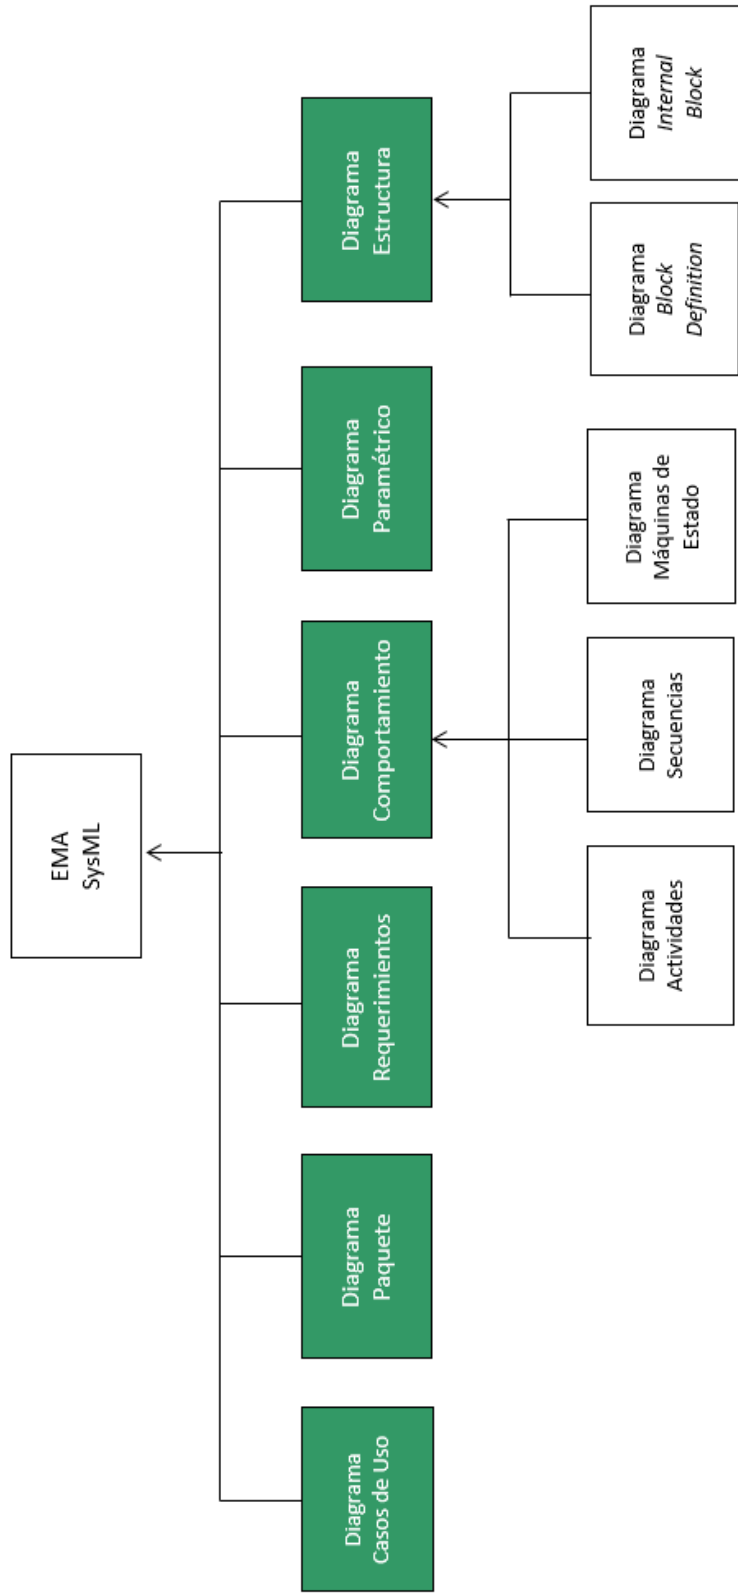 EMA
SysML
Diagrama
Casos de Uso
Diagrama
Paquete
Diagrama
Requerimientos
Diagrama
Comportamiento
Diagrama
Paramétrico
Diagrama
Estructura
Diagrama
Actividades
Diagrama
Secuencias
Diagrama
Máquinas de
Estado
Diagrama
Block
Definition
Diagrama
Internal
Block